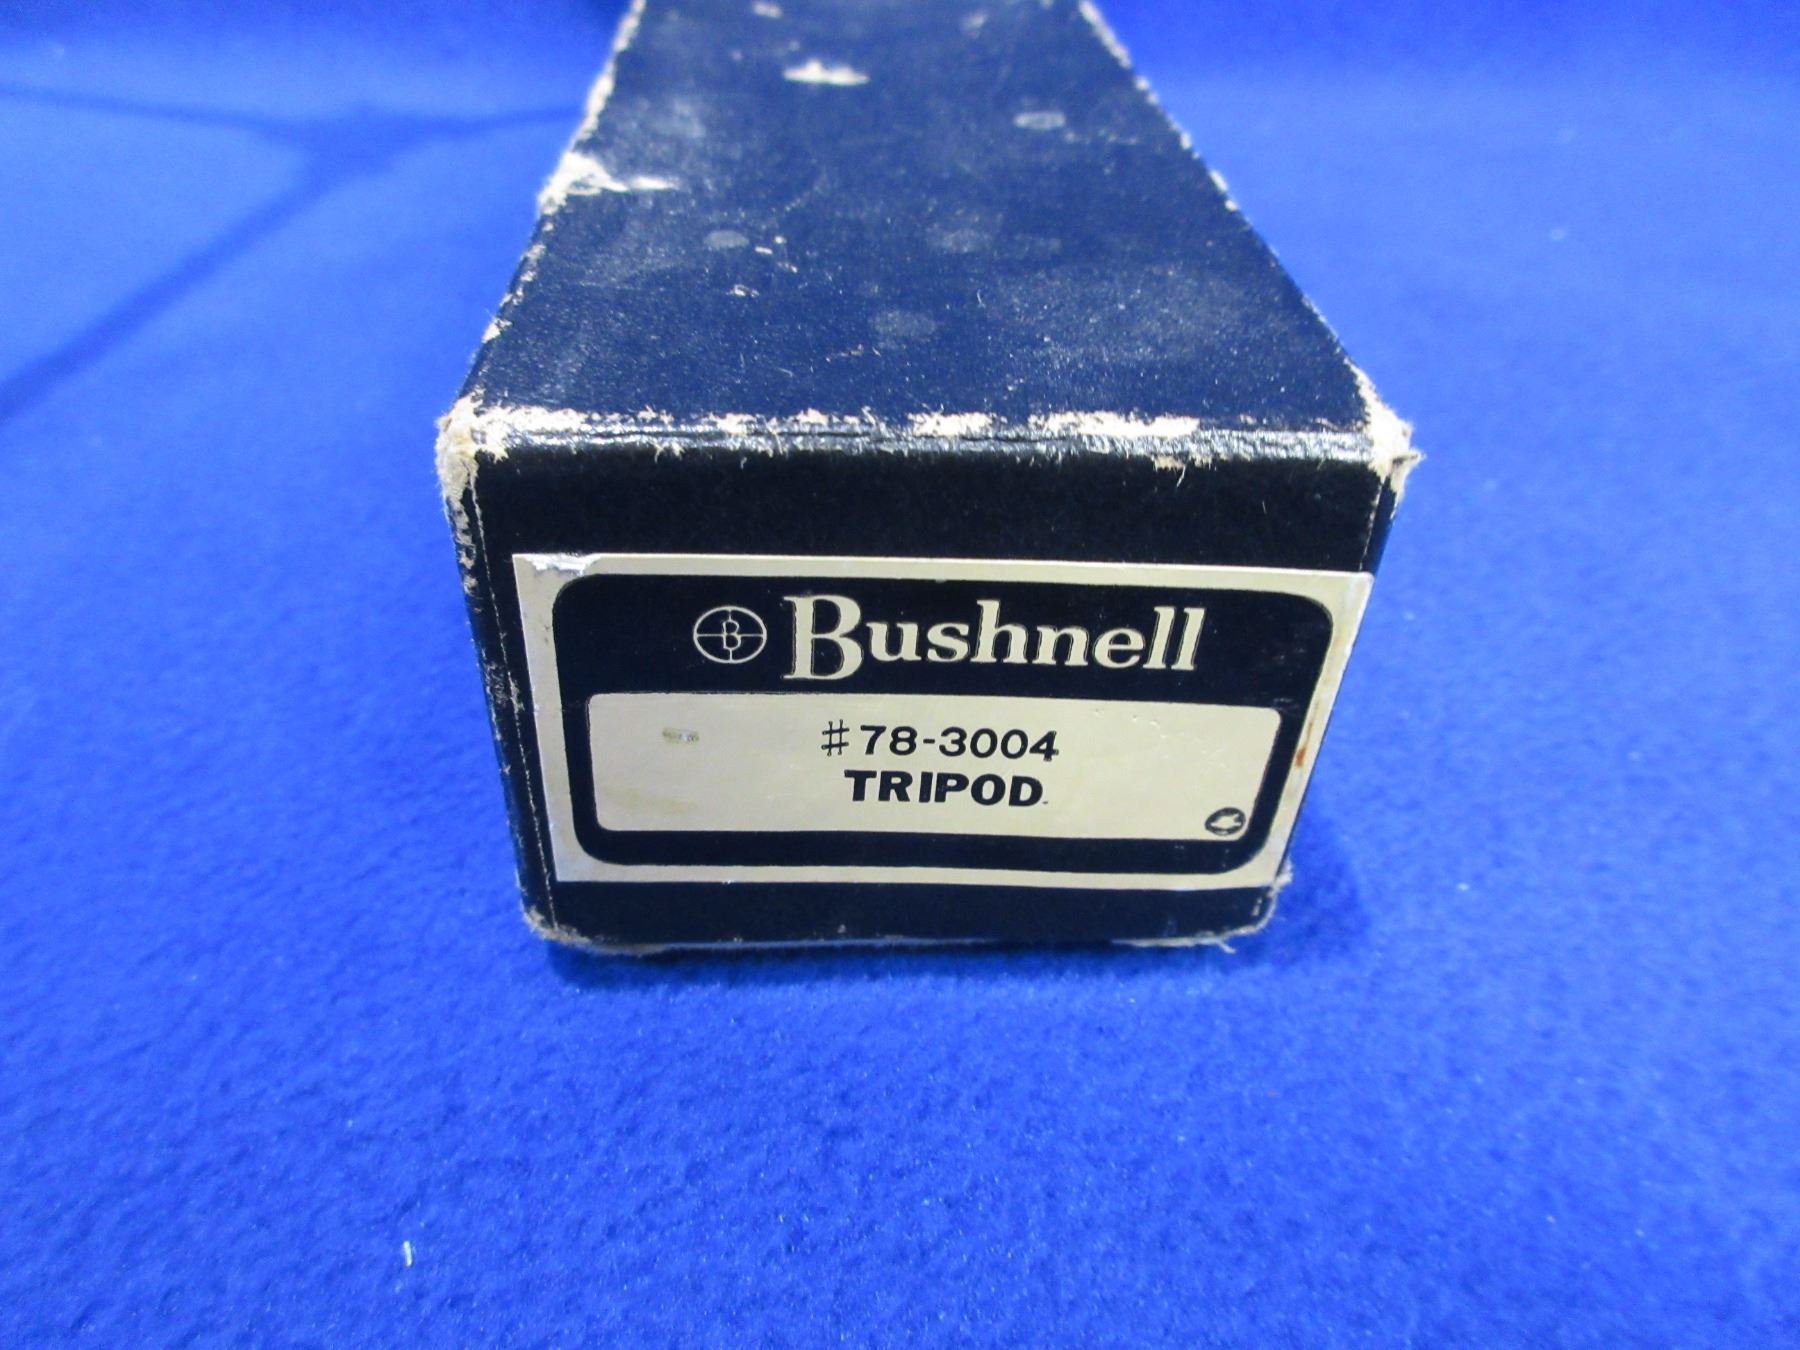 B Bushnell
#78-3004
TRIPOD.